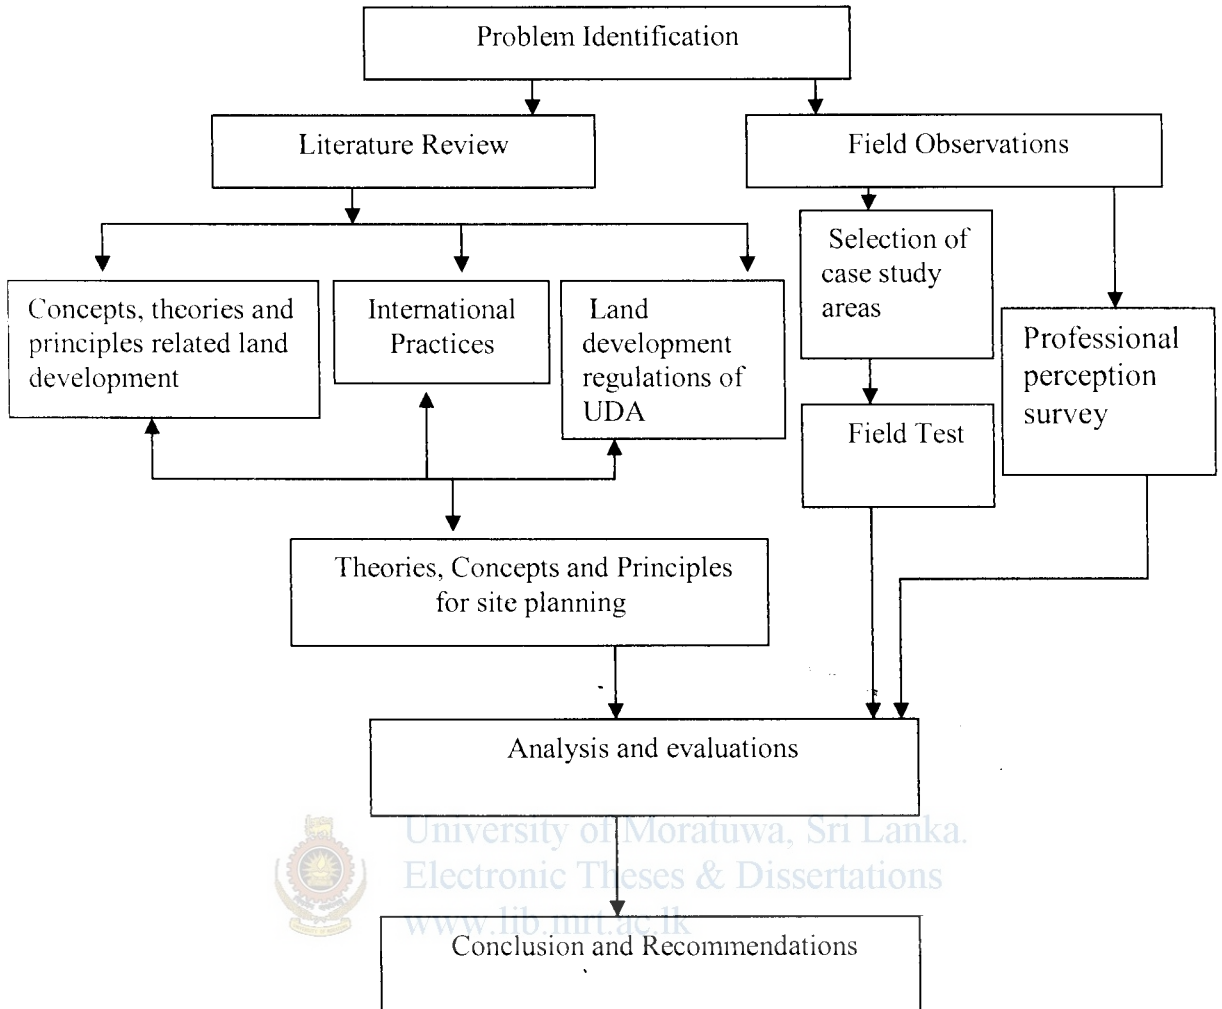 Problem Identification
Literature Review
Field Observations
Concepts, theories and
principles related land
development
International
Practices
Land
development
regulations of
UDA
Selection of
case study
areas
Field Test
Professional
perception
survey
Theories, Concepts and Principles
for site planning
Analysis and evaluations
University of Moratuwa, Sri Lanka.
Electronic Theses & Dissertations
www.lib.mrt.ac.lk
Conclusion and Recommendations